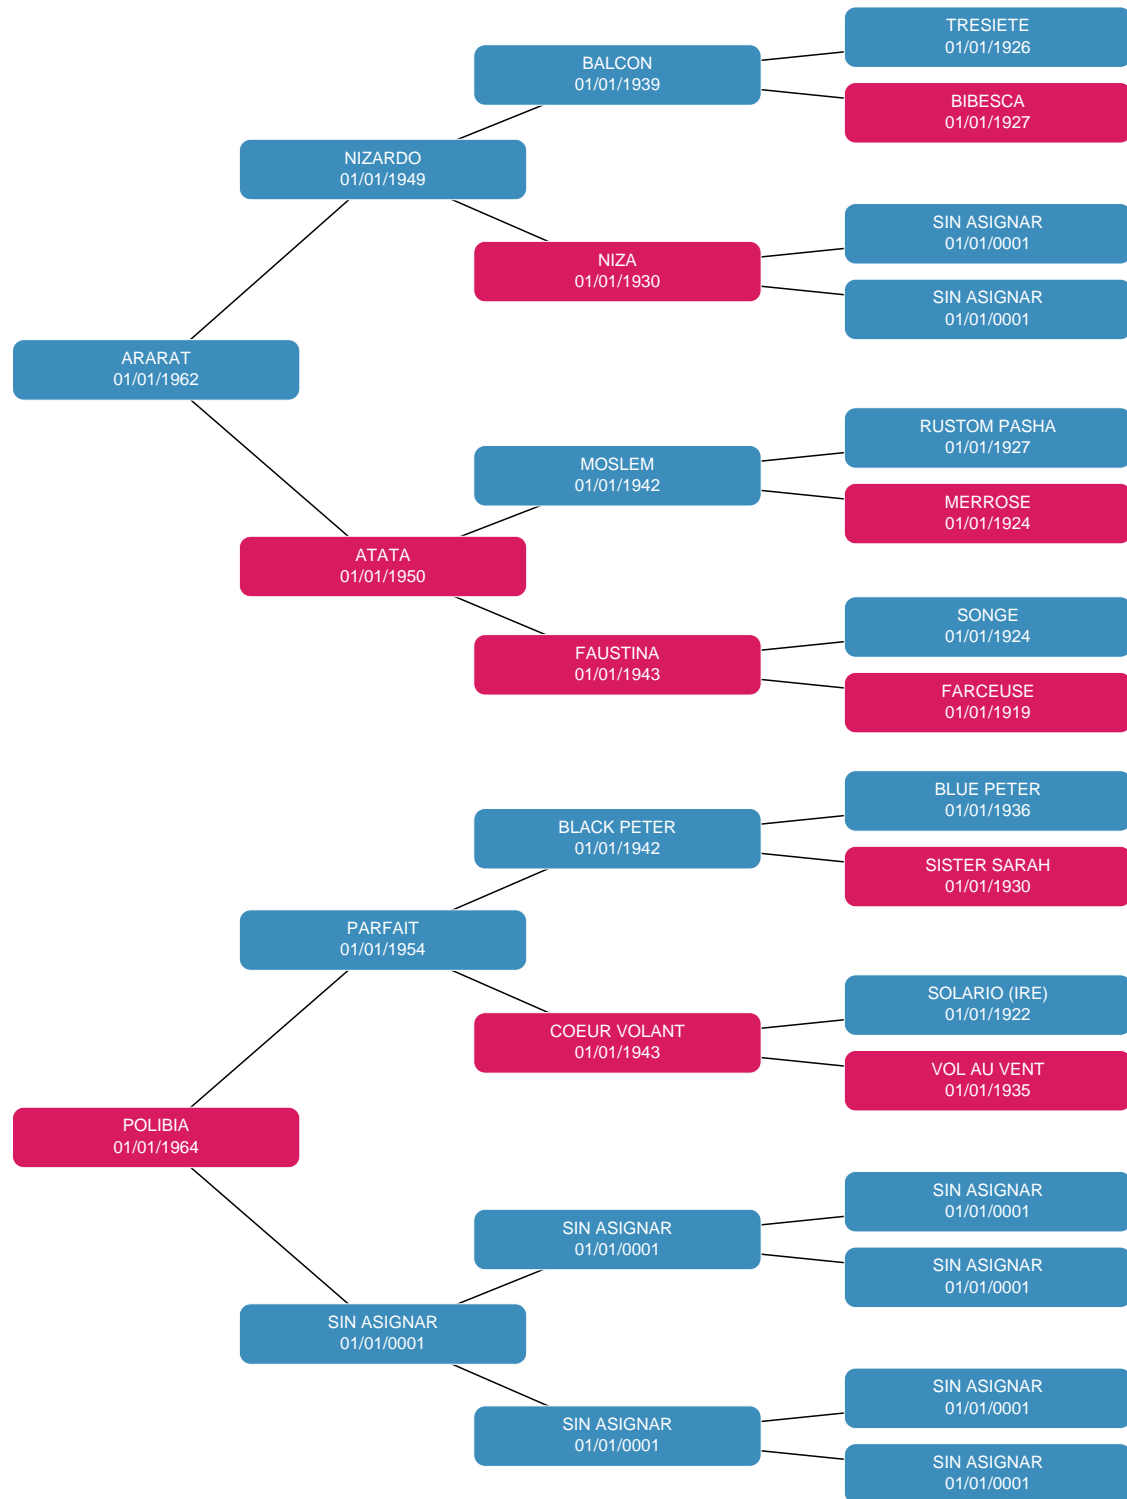 TRESIETE
01/01/1926
BALCON
01/01/1939
BIBESCA
01/01/1927
NIZARDO
01/01/1949
SIN ASIGNAR
01/01/0001
NIZA
01/01/1930
SIN ASIGNAR
01/01/0001
ARARAT
01/01/1962
RUSTOM PASHA
01/01/1927
MOSLEM
01/01/1942
MERROSE
01/01/1924
ATATA
01/01/1950
SONGE
01/01/1924
FAUSTINA
01/01/1943
FARCEUSE
01/01/1919
BLUE PETER
01/01/1936
BLACK PETER
01/01/1942
SISTER SARAH
01/01/1930
PARFAIT
01/01/1954
SOLARIO (IRE)
01/01/1922
COEUR VOLANT
01/01/1943
VOL AU VENT
01/01/1935
POLIBIA
01/01/1964
SIN ASIGNAR
01/01/0001
SIN ASIGNAR
01/01/0001
SIN ASIGNAR
01/01/0001
SIN ASIGNAR
01/01/0001
SIN ASIGNAR
01/01/0001
SIN ASIGNAR
01/01/0001
SIN ASIGNAR
01/01/0001